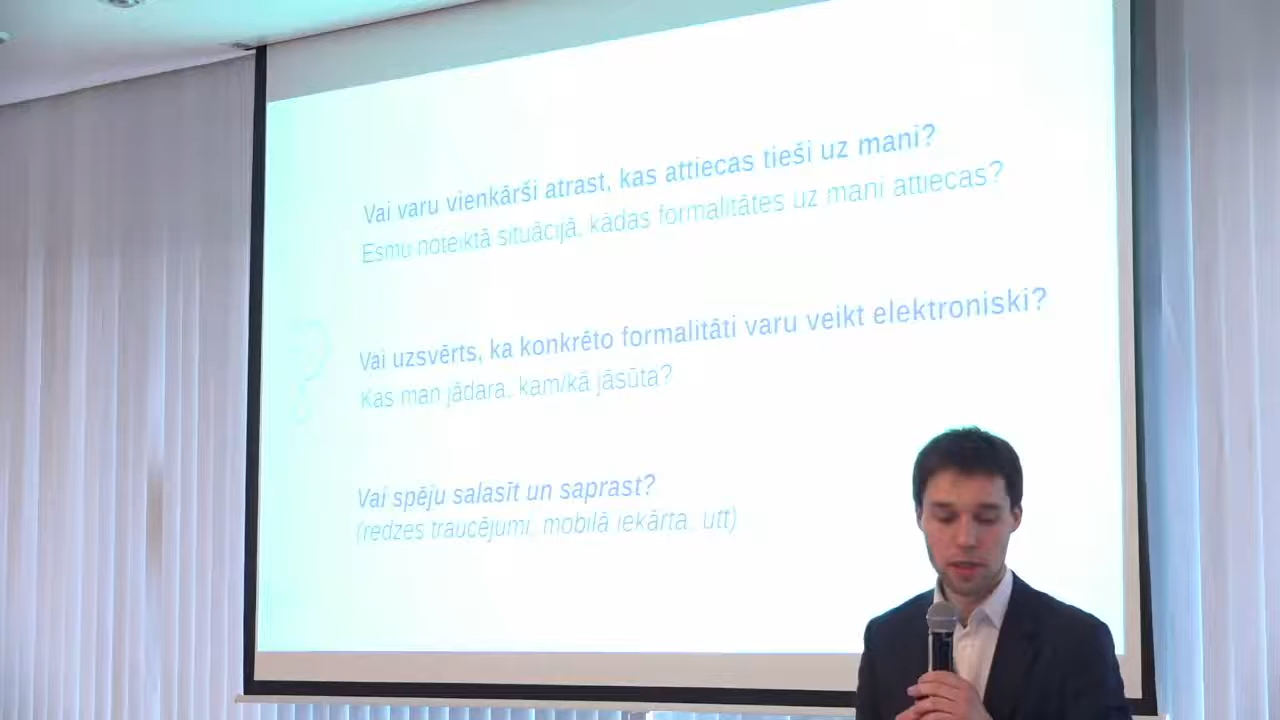 Vai varu vienkārši atrast, kas attiecas tieši uz mani?
Esmu noteiktā situācijā, kādas formalitātes uz mani attiecas?
Vai uzsvērts, ka konkrēto formalitāti varu veikt elektroniski?
Kas man jādara, kam/kā jāsūta?
Vai spēju salasīt un saprast?
(redzes traucējumi, mobilā iekārta, utt)